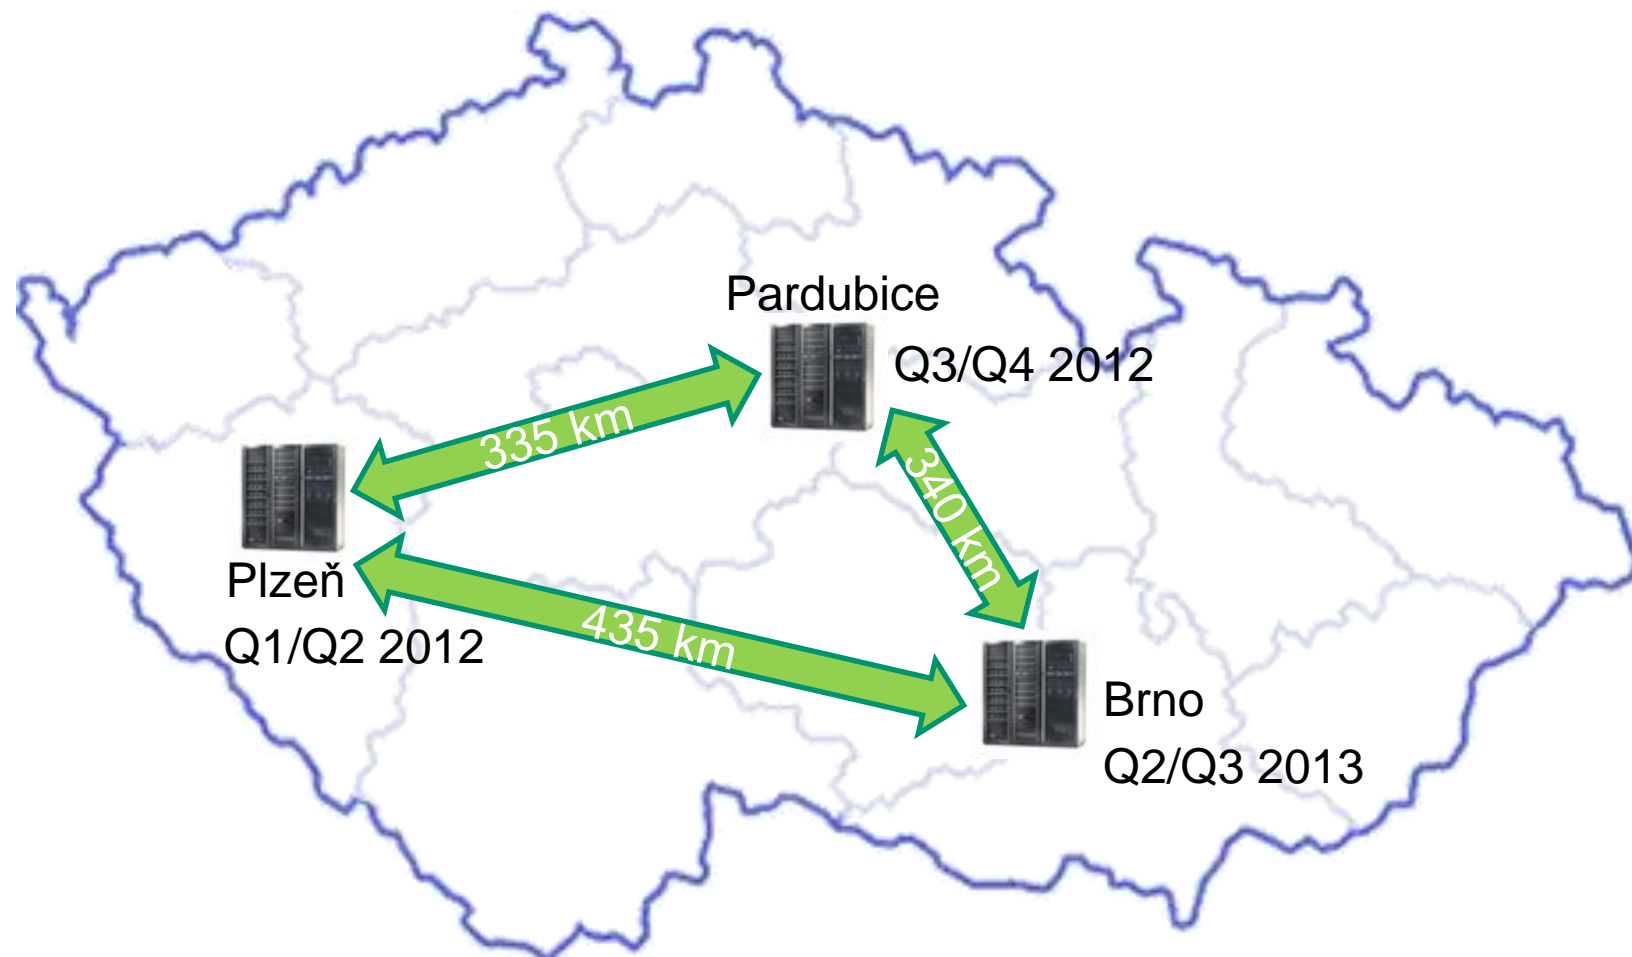 Pardubice
Q3/Q4 2012
335 km
340 km
Plzeň
Q1/Q2 2012
435 km
Brno
Q2/Q3 2013